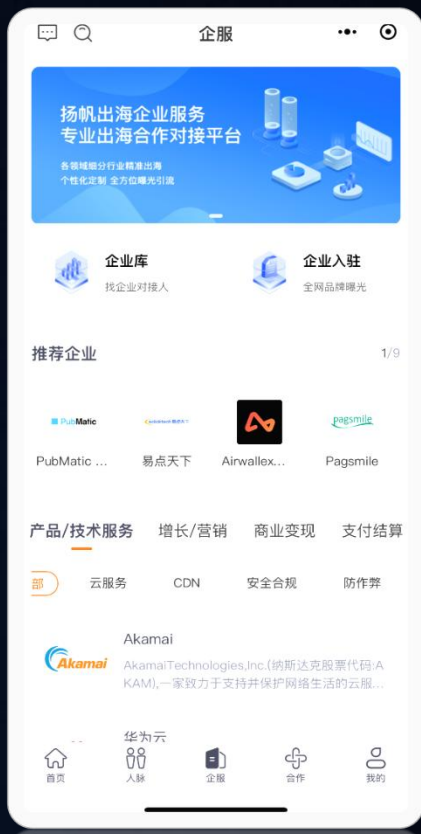 企服
扬帆出海企业服务
专业出海合作对接平台
各领域细分行业精准出海
个性化定制 全方位曝光引流
企业库
找企业对接人
企业入驻
全网品牌曝光
推荐企业
1/9
PubMatic
易点天下
pagsmile
PubMatic ...
易点天下
Airwallex...
Pagsmile
产品/技术服务
增长/营销
商业变现
支付结算
部
云服务
CDN
安全合规
防作弊
Akamai
Akamai
AkamaiTechnologies,Inc.(纳斯达克股票代码:A
KAM),一家致力于支持并保护网络生活的云服...
华为云
首页
人脉
企服
合作
我的